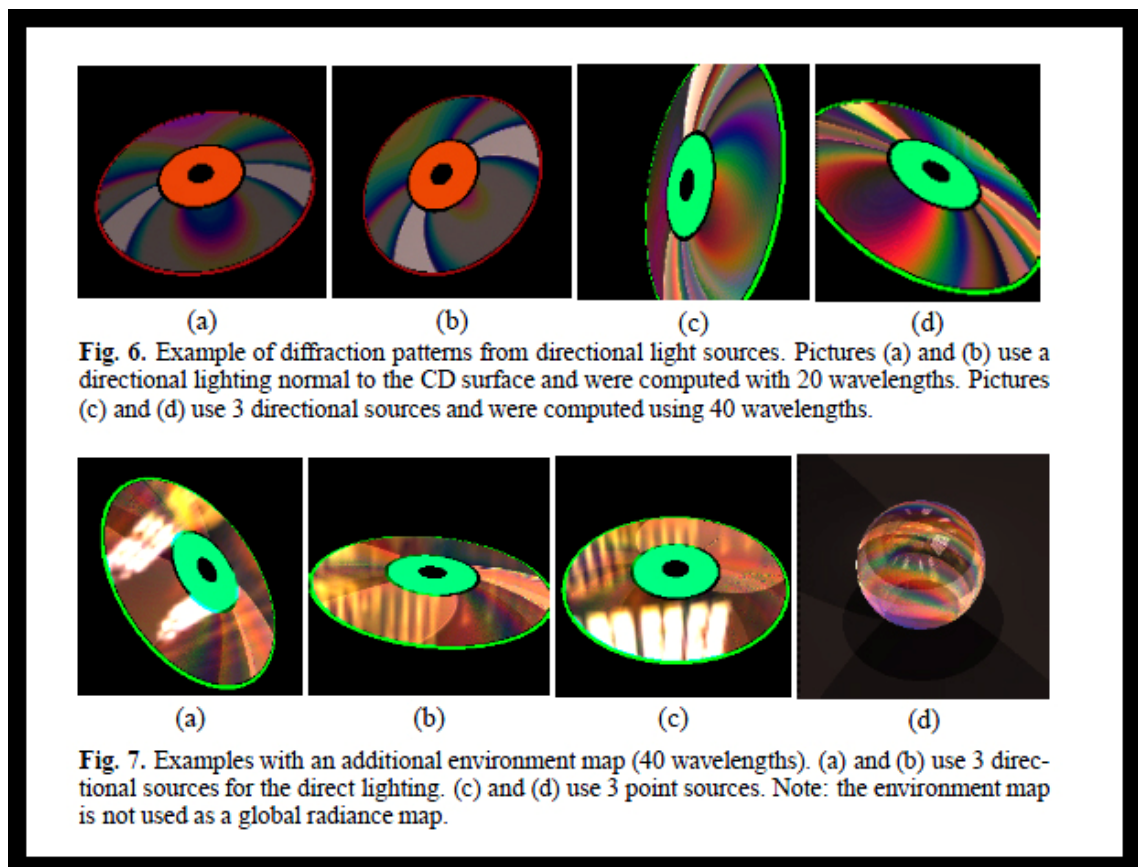 (a) (b) (c) (d)
Fig. 6. Example of diffraction patterns from directional light sources. Pictures (a) and (b) use a
directional lighting normal to the CD surface and were computed with 20 wavelengths. Pictures
(c) and (d) use 3 directional sources and were computed using 40 wavelengths.
(a) (b) (c) (d)
Fig. 7. Examples with an additional environment map (40 wavelengths). (a) and (b) use 3 direc-
tional sources for the direct lighting. (c) and (d) use 3 point sources. Note: the environment map
is not used as a global radiance map.